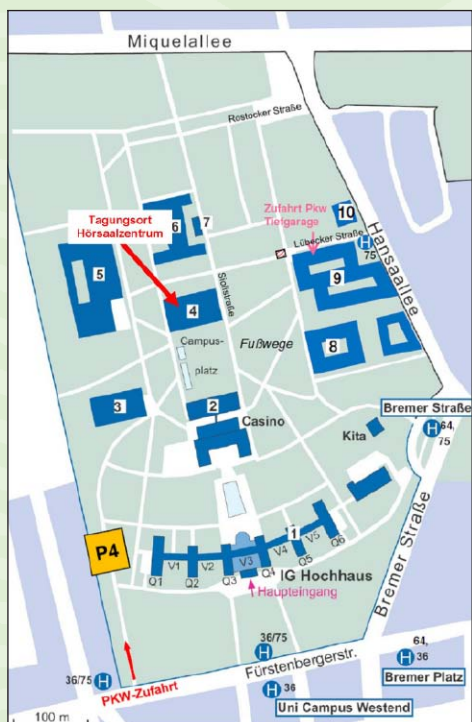 Miquelallee
Rostocker Straße
Tagungsort
Hörsaalzentrum
6
7
Zufahrt Pkw
Tiefgarage
10
Lübecker Straße
H
75
Hansaallee
5
9
4
Campus-
platz
Fußwege
8
3
2
Casino
Kita
Bremer Straße
H
64,
75
P4
1
Q1
V1
Q2
V2
Q3
V3
Q4
V4
Q5
V5
Q6
IG Hochhaus
Haupteingang
Bremer Straße
36/75
H
Fürstenbergerstr.
64,
H
36
Bremer Platz
36/75
H
PKW-Zufahrt
H
36
Uni Campus Westend
100 m